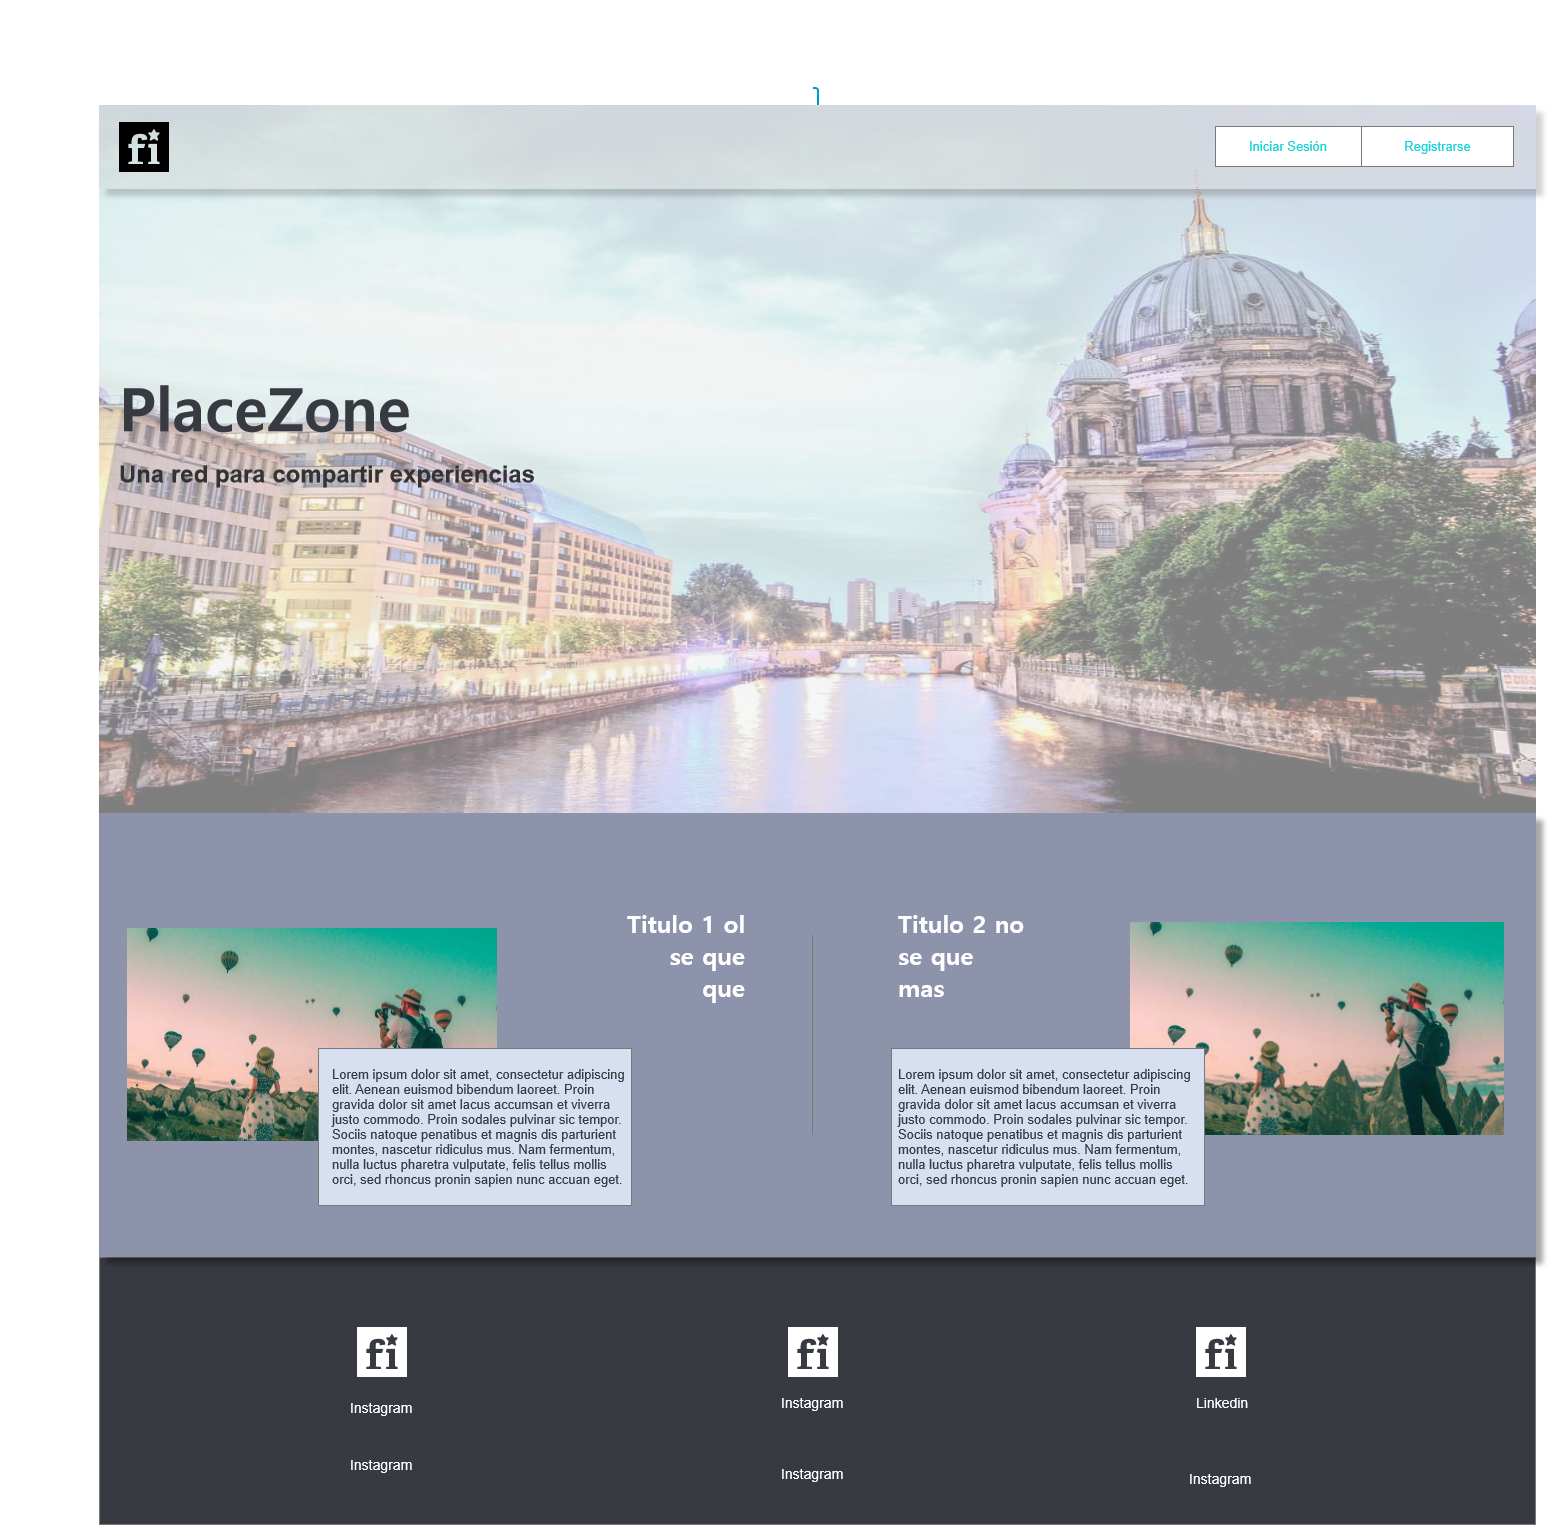 fi
Iniciar Sesión
Registrarse
PlaceZone
Una red para compartir experiencias
Titulo 1 ol
se que
que
Lorem ipsum dolor sit amet, consectetur adipiscing
elit. Aenean euismod bibendum laoreet. Proin
gravida dolor sit amet lacus accumsan et viverra
justo commodo. Proin sodales pulvinar sic tempor.
Sociis natoque penatibus et magnis dis parturient
montes, nascetur ridiculus mus. Nam fermentum,
nulla luctus pharetra vulputate, felis tellus mollis
orci, sed rhoncus pronin sapien nunc accuan eget.
Titulo 2 no
se que
mas
Lorem ipsum dolor sit amet, consectetur adipiscing
elit. Aenean euismod bibendum laoreet. Proin
gravida dolor sit amet lacus accumsan et viverra
justo commodo. Proin sodales pulvinar sic tempor.
Sociis natoque penatibus et magnis dis parturient
montes, nascetur ridiculus mus. Nam fermentum,
nulla luctus pharetra vulputate, felis tellus mollis
orci, sed rhoncus pronin sapien nunc accuan eget.
fi
Instagram
Instagram
fi
Instagram
Instagram
fi
Linkedin
Instagram